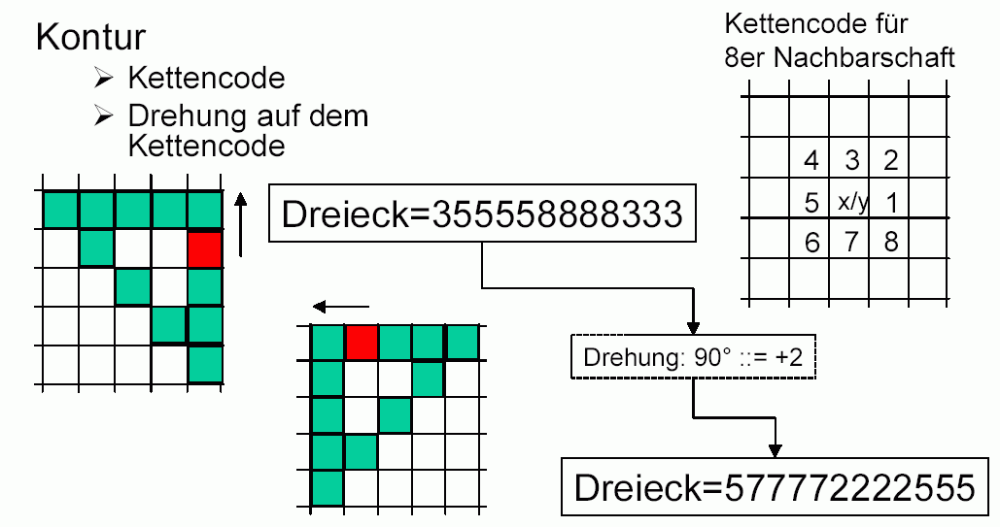 Kontur
➢ Kettencode
➢ Drehung auf dem
Kettencode
Kettencode für
8er Nachbarschaft
4 3 2
5 x/y 1
6 7 8
Dreieck=355558888333
Drehung: 90° ::= +2
Dreieck=577772222555